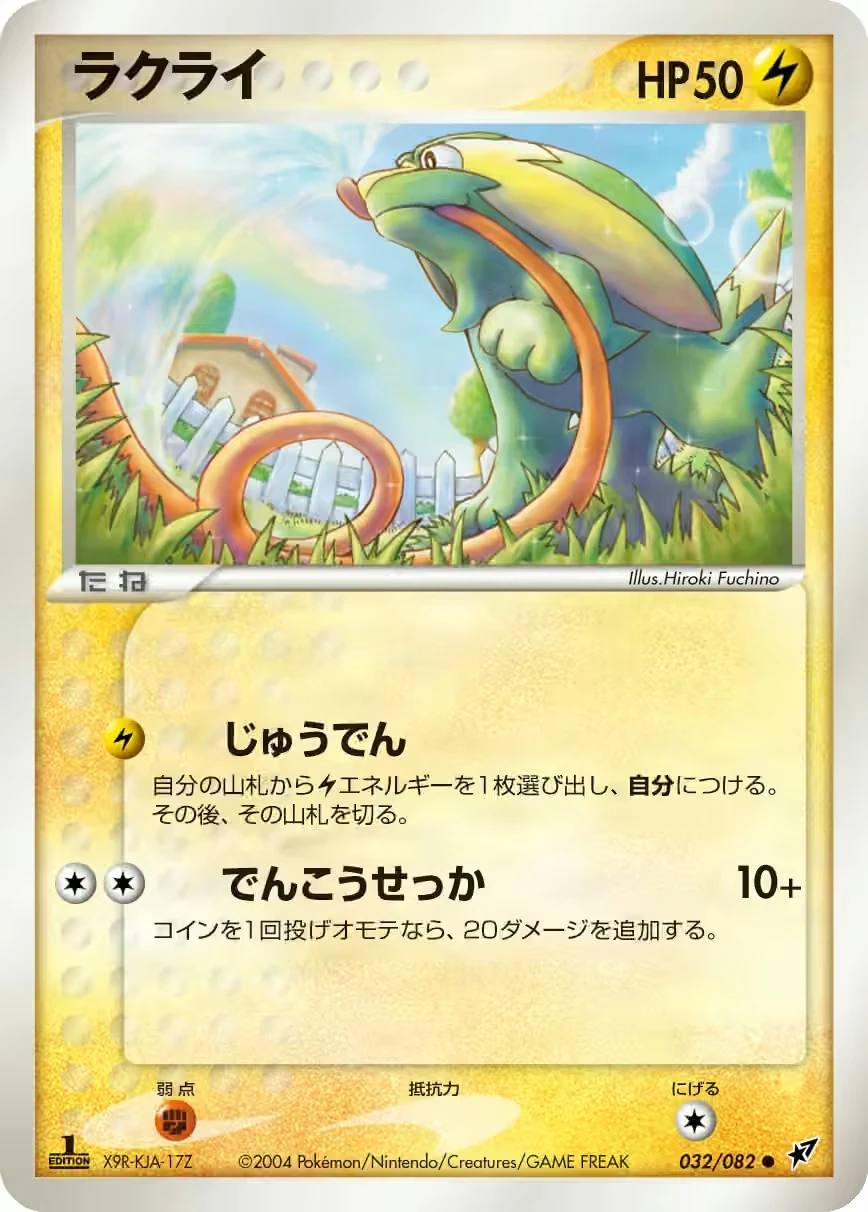 ラクライ HP50
たね Illus.Hiroki Fuchino
じゅうでん
自分の山札からエネルギーを1枚選び出し、自分につける。
その後、その山札を切る。
でんこうせっか 10+
コインを1回投げオモテなら、20ダメージを追加する。
弱点 抵抗力 にげる
1 EDITION X9R-KJA-17Z ©2004 Pokémon/Nintendo/Creatures/GAME FREAK 032/082